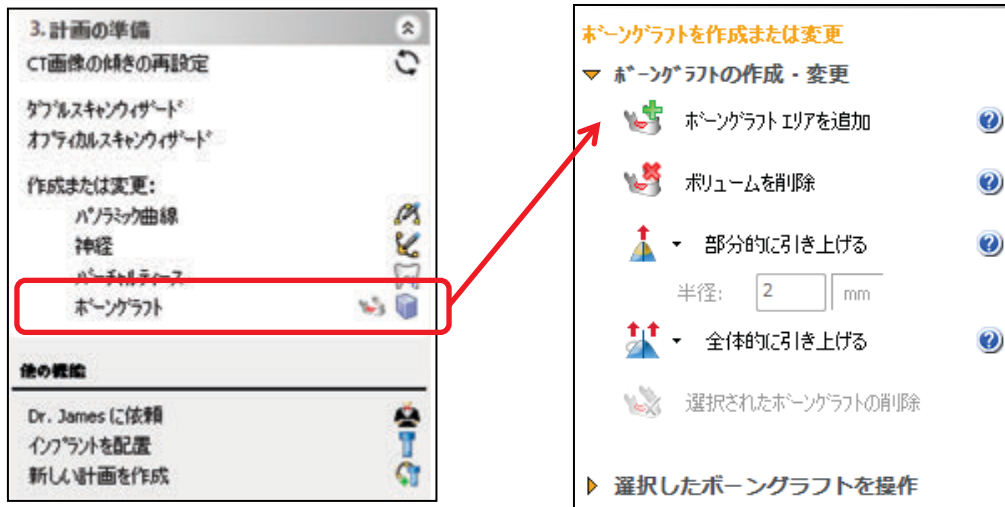 3. 計画の準備
CT画像の傾きの再設定
ダブルスキャンウィザード
オプティカルスキャンウィザード
作成または変更:
パノラミック曲線
神経
バーチャルティース
ボーングラフト
他の機能
Dr. James に依頼
インプラントを配置
新しい計画を作成
ボーングラフトを作成または変更
ボーングラフトの作成・変更
ボーングラフト エリアを追加
ボリュームを削除
部分的に引き上げる
半径: 2 mm
全体的に引き上げる
選択されたボーングラフトの削除
選択したボーングラフトを操作